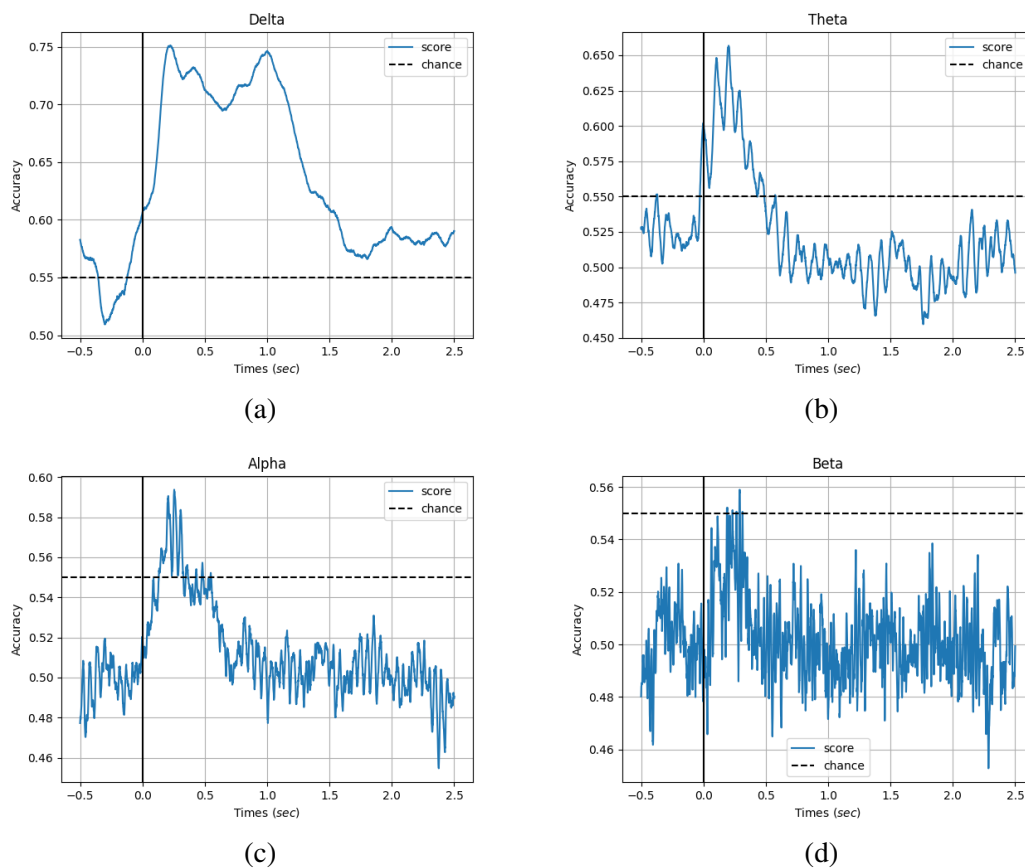 Delta
0.75
0.70
0.65
0.60
0.55
0.50
Accuracy
score
chance
−0.5 0.0 0.5 1.0 1.5 2.0 2.5
Times (sec)
(a)
Theta
0.650
0.625
0.600
0.575
0.550
0.525
0.500
0.475
0.450
Accuracy
score
chance
−0.5 0.0 0.5 1.0 1.5 2.0 2.5
Times (sec)
(b)
Alpha
0.60
0.58
0.56
0.54
0.52
0.50
0.48
0.46
Accuracy
score
chance
−0.5 0.0 0.5 1.0 1.5 2.0 2.5
Times (sec)
(c)
Beta
0.56
0.54
0.52
0.50
0.48
0.46
Accuracy
score
chance
−0.5 0.0 0.5 1.0 1.5 2.0 2.5
Times (sec)
(d)